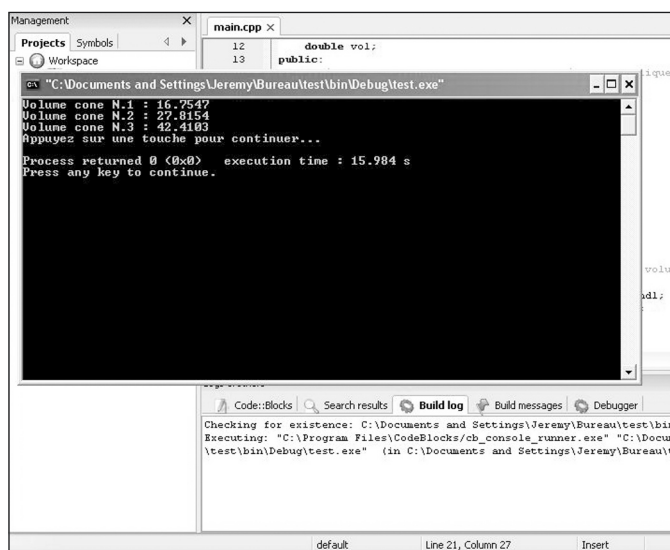 Management
main.cpp
Projects Symbols
Workspace
12 double vol;
13 public:
ique
"C:\Documents and Settings\Jeremy\Bureau\test\bin\Debug\test.exe"
Volume cone N.1 : 16.7547
Volume cone N.2 : 27.8154
Volume cone N.3 : 42.4103
Appuyez sur une touche pour continuer...
Process returned 0 (0x0) execution time : 15.984 s
Press any key to continue.
volu
ndl;
Code::Blocks Search results Build log Build messages Debugger
Checking for existence: C:\Documents and Settings\Jeremy\Bureau\test\bin
Executing: "C:\Program Files\CodeBlocks/cb_console_runner.exe" "C:\Docu
\test\bin\Debug\test.exe" (in C:\Documents and Settings\Jeremy\Bureau\
default Line 21, Column 27 Insert